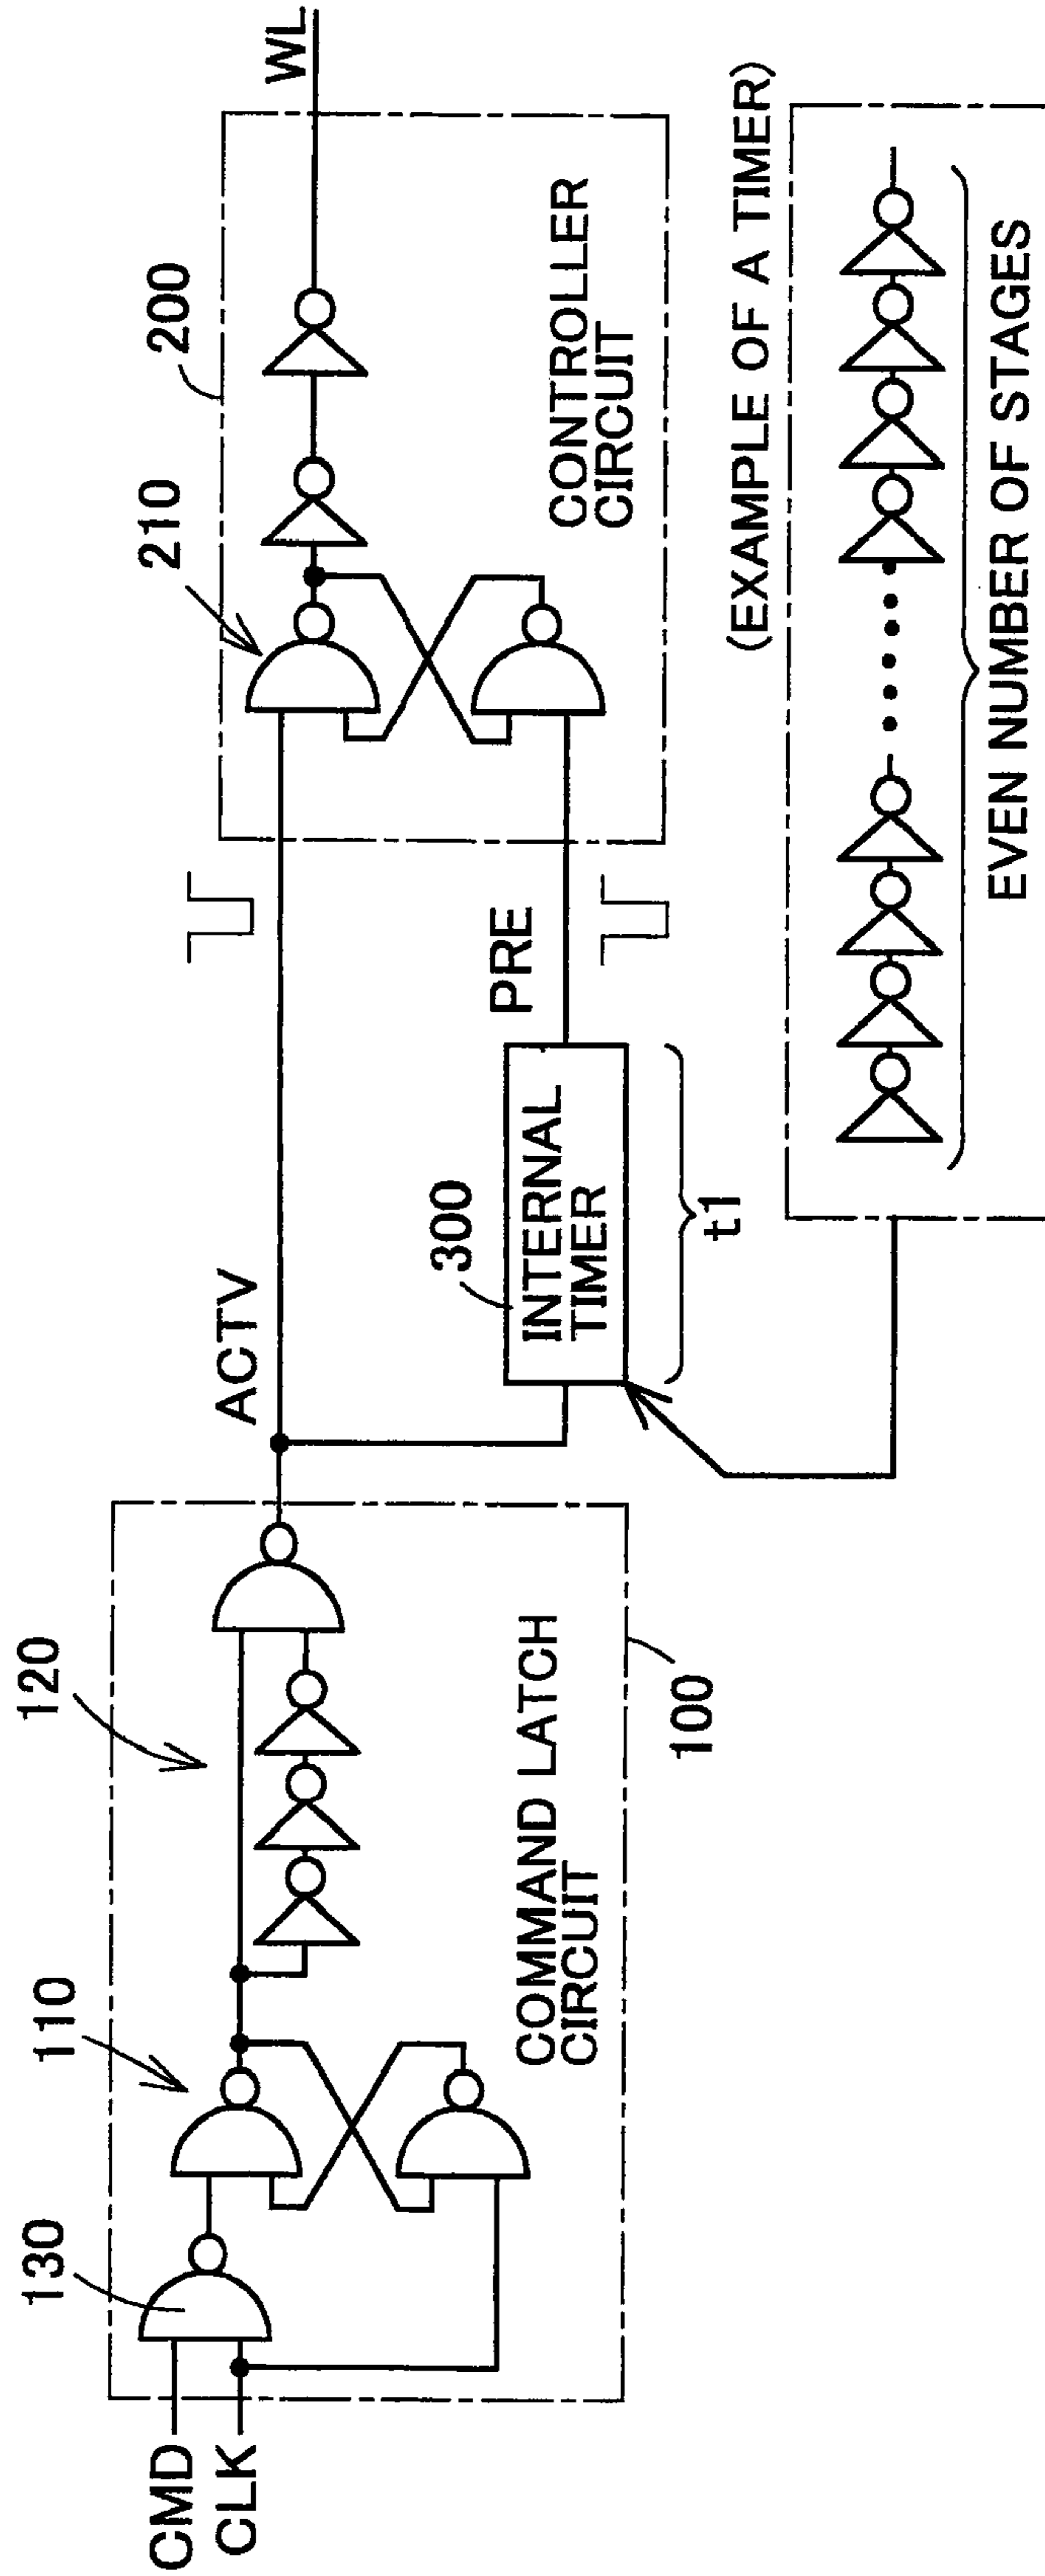 CMD
CLK
130
110
120
COMMAND LATCH
CIRCUIT
100
ACTV
300
INTERNAL
TIMER
t1
PRE
210
200
CONTROLLER
CIRCUIT
WL
(EXAMPLE OF A TIMER)
EVEN NUMBER OF STAGES